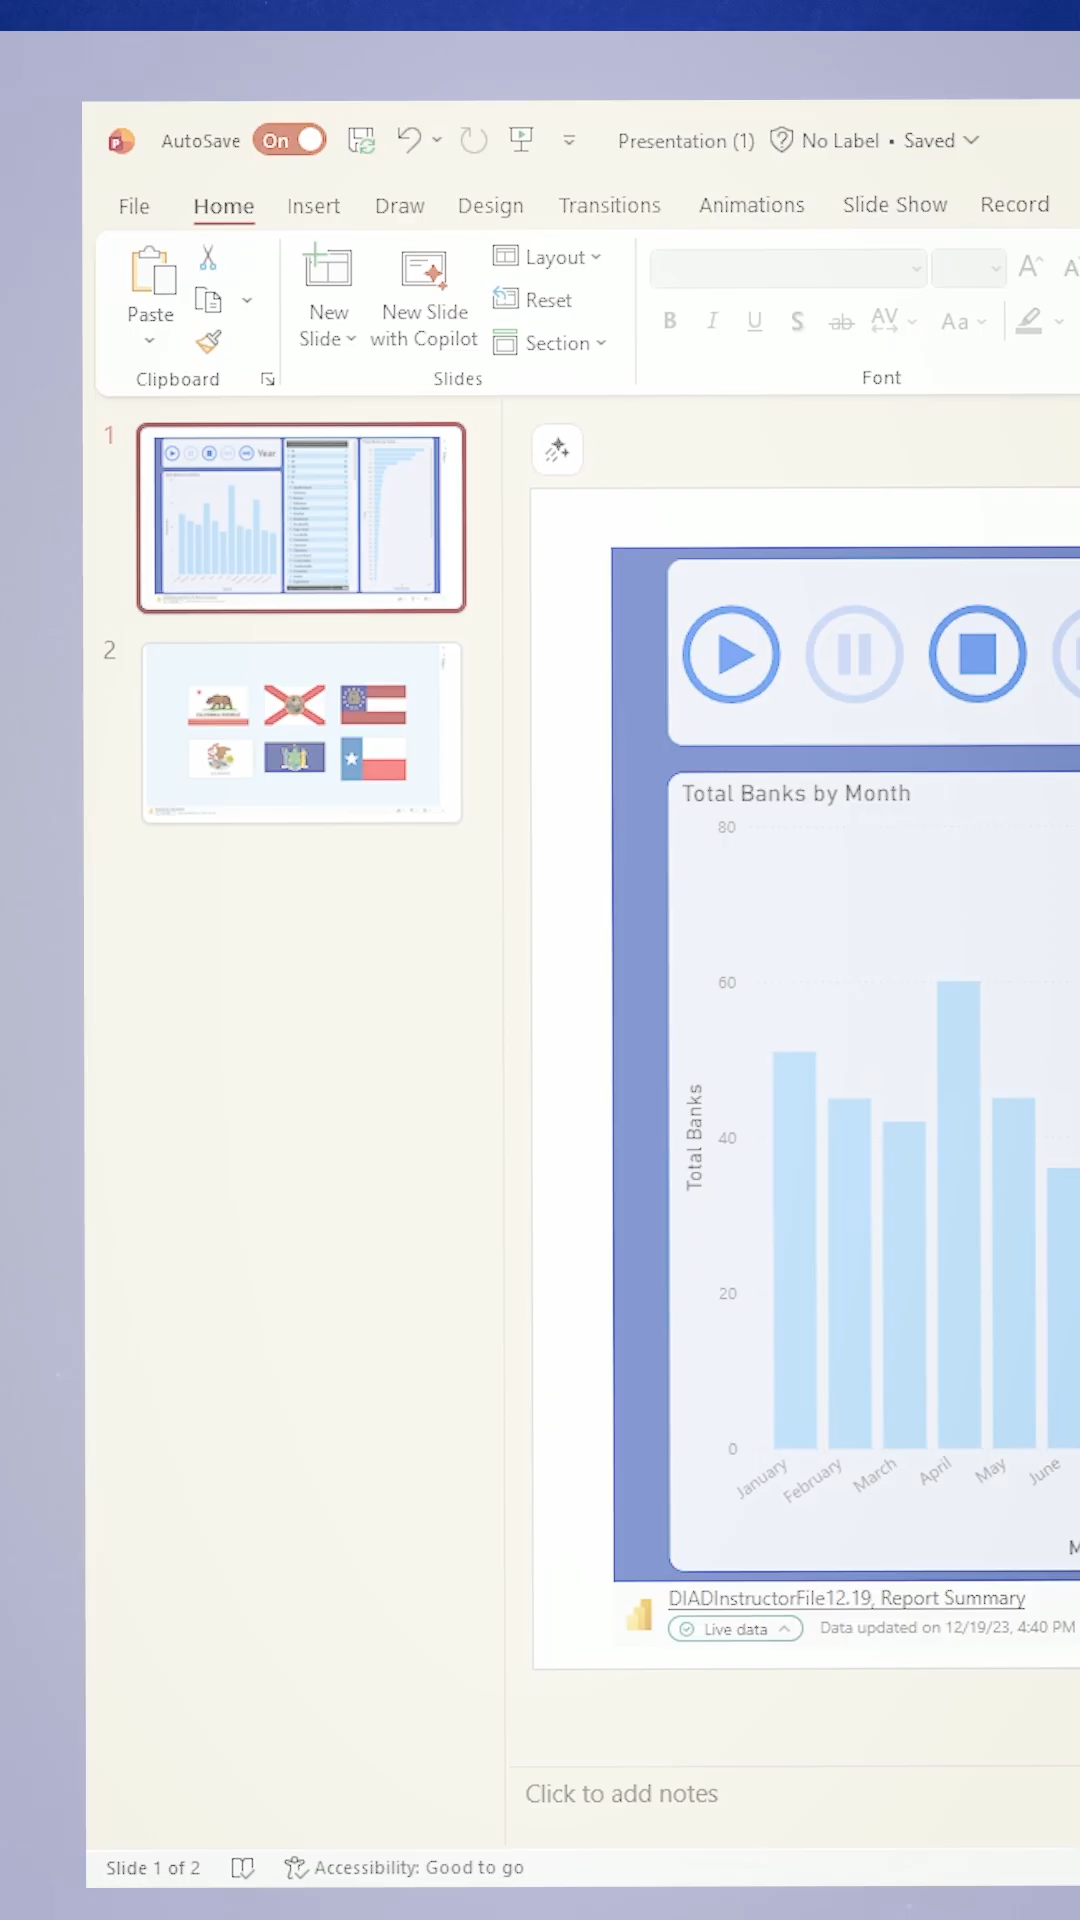 AutoSave On Presentation (1) No Label • Saved
File Home Insert Draw Design Transitions Animations Slide Show Record
Paste
Clipboard
New Slide
New Slide with Copilot
Layout
Reset
Section
Slides
B I U S ab AV Aa
Font
1
Year
2
Total Banks by Month
80
60
40
20
0
Total Banks
January February March April May June
M
DIADInstructorFile12.19, Report Summary
Live data Data updated on 12/19/23, 4:40 PM
Click to add notes
Slide 1 of 2 Accessibility: Good to go